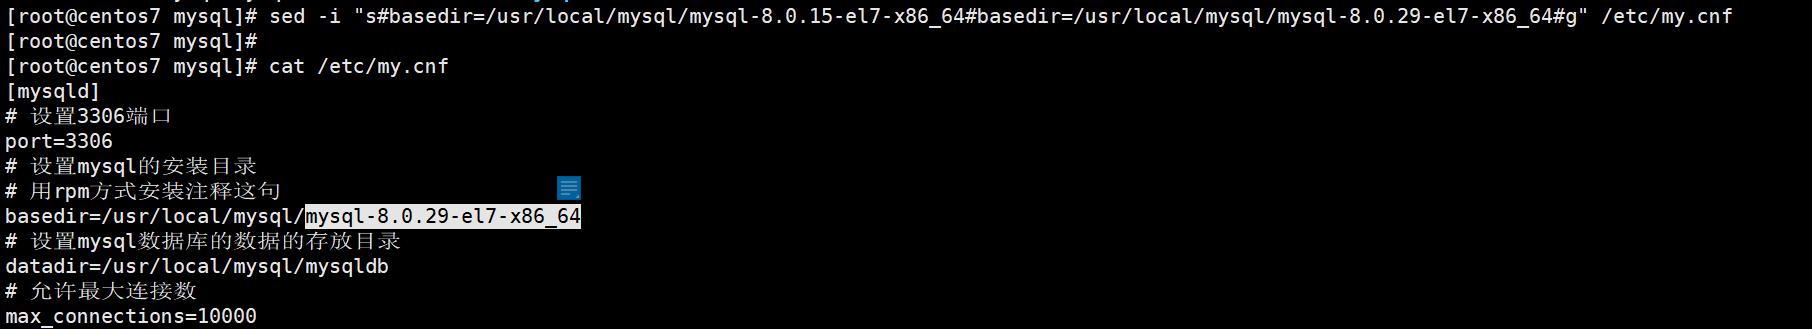 [root@centos7 mysql]# sed -i "s#basedir=/usr/local/mysql/mysql-8.0.15-el7-x86_64#basedir=/usr/local/mysql/mysql-8.0.29-el7-x86_64#g" /etc/my.cnf
[root@centos7 mysql]#
[root@centos7 mysql]# cat /etc/my.cnf
[mysqld]
# 设置3306端口
port=3306
# 设置mysql的安装目录
# 用rpm方式安装注释这句
basedir=/usr/local/mysql/mysql-8.0.29-el7-x86_64
# 设置mysql数据库的数据的存放目录
datadir=/usr/local/mysql/mysqldb
# 允许最大连接数
max_connections=10000